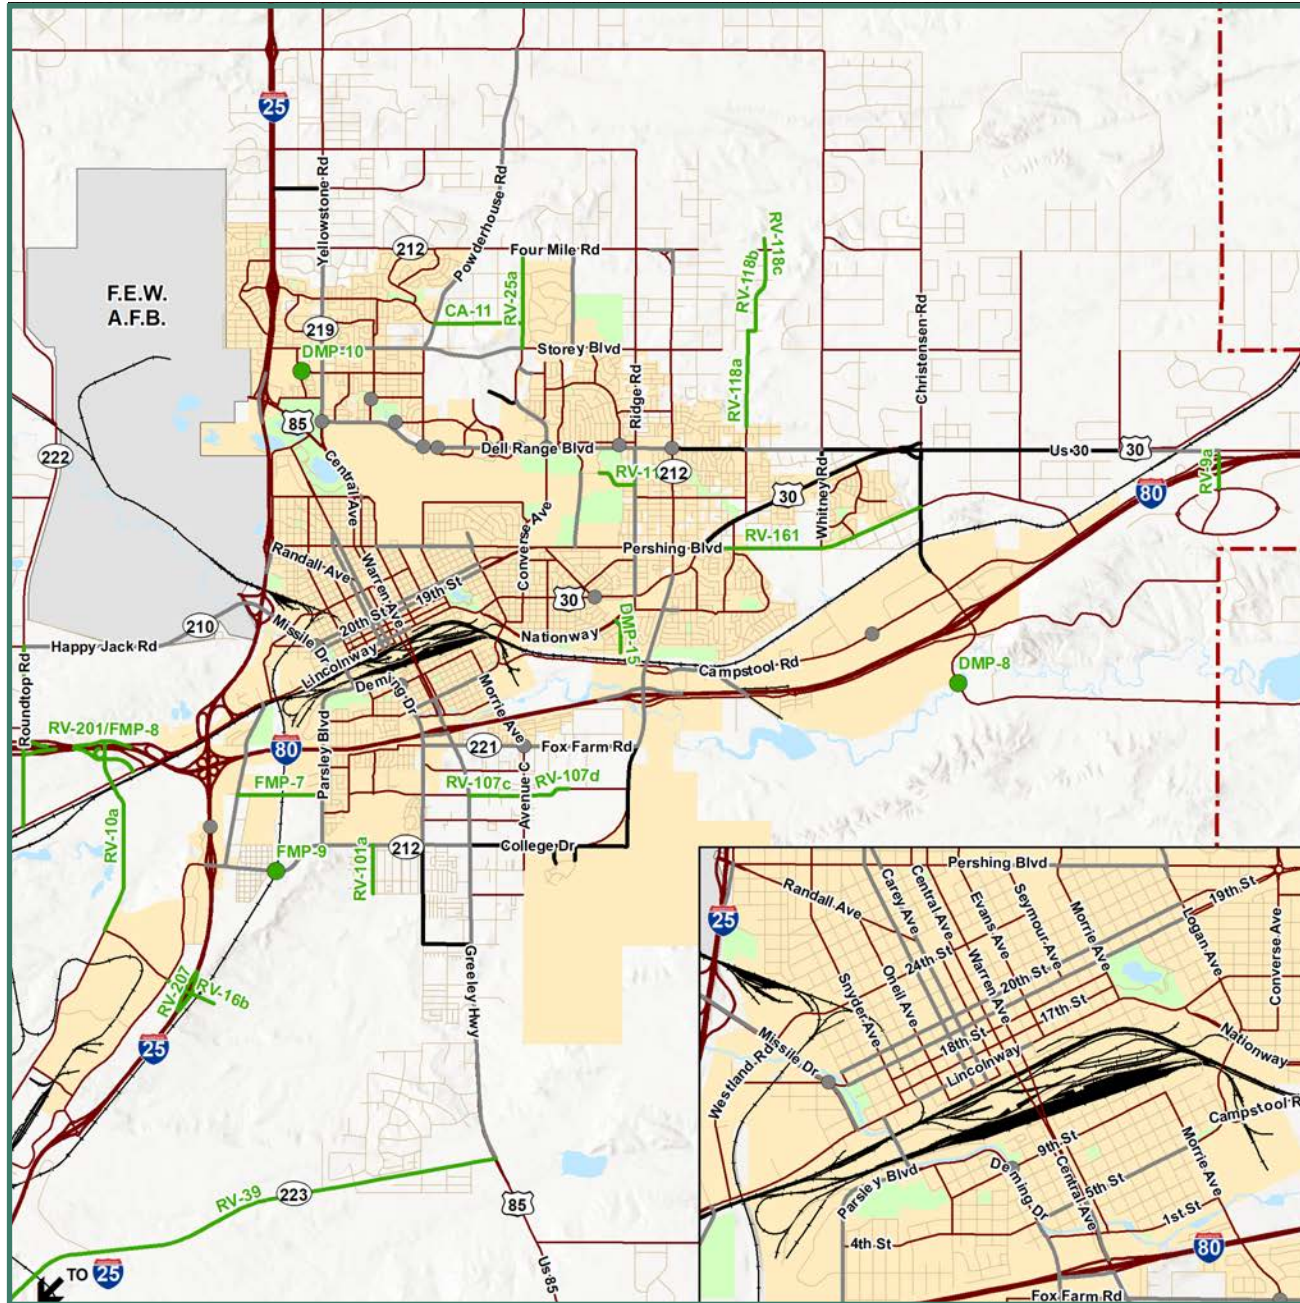 25
Yellowstone Rd
Powderhouse Rd
212
Four Mile Rd
RV-118c
RV-118b
F.E.W.
A.F.B.
CA-11
RV-25a
Christensen Rd
219
DMP-10
Storey Blvd
Ridge Rd
RV-118a
85
222
Central Ave
Dell Range Blvd
212
Us 30
30
RV-9a
RV-11
30
Whitney Rd
80
Converse Ave
Pershing Blvd
RV-161
Randall Ave
Warren Ave
19th St
20th St
30
210
Missile Dr
Happy Jack Rd
Nationway
DMP-15
Lincolnway
Deming Dr
Campstool Rd
DMP-8
Roundtop Rd
Morrie Ave
RV-201/FMP-8
80
Parsley Blvd
221
Fox Farm Rd
FMP-7
RV-107c
RV-107d
Avenue C
RV-10a
FMP-9
RV-101a
212
College Dr
Greeley Hwy
RV-207
RV-16b
25
RV-39
223
85
Us 85
TO 25
Pershing Blvd
Randall Ave
Carey Ave
Central Ave
Evans Ave
Seymour Ave
Morrie Ave
19th St
Logan Ave
25
24th St
20th St
Converse Ave
Snyder Ave
Oneil Ave
Warren Ave
17th St
18th St
Missile Dr
Westland Rd
Lincolnway
Nationway
Campstool R
9th St
Parsley Blvd
Deming Dr
Central Ave
5th St
Morrie Ave
1st St
4th St
80
Fox Farm Rd